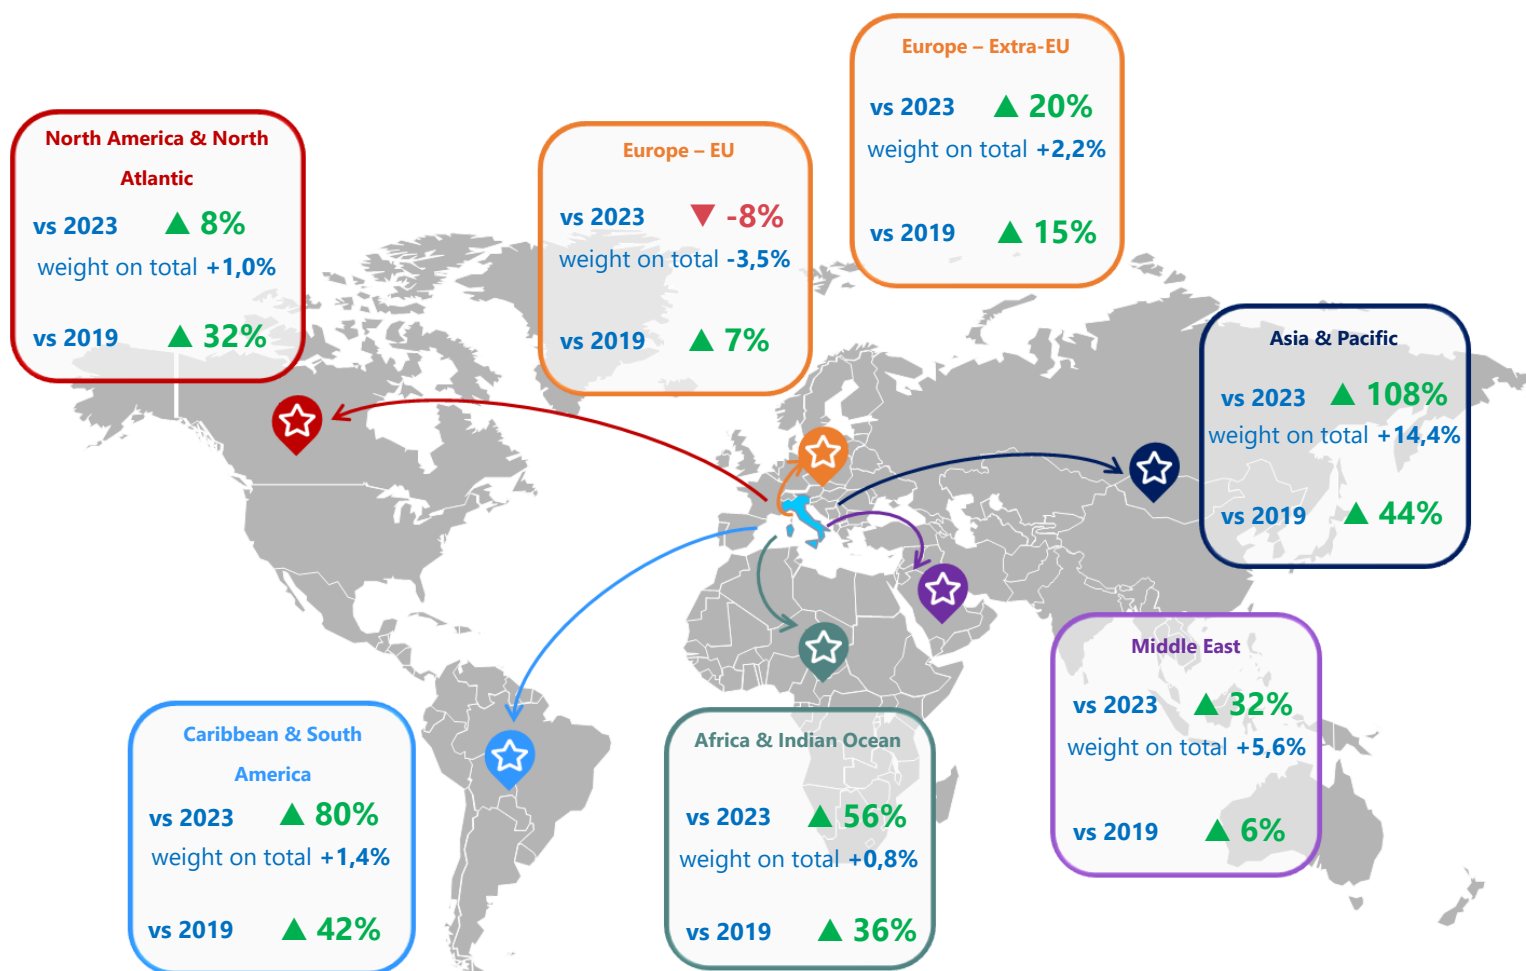 Europe – Extra-EU
vs 2023 ▲ 20%
weight on total +2,2%
vs 2019 ▲ 15%
North America & North
Atlantic
vs 2023 ▲ 8%
weight on total +1,0%
vs 2019 ▲ 32%
Europe – EU
vs 2023 ▼ -8%
weight on total -3,5%
vs 2019 ▲ 7%
Asia & Pacific
vs 2023 ▲ 108%
weight on total +14,4%
vs 2019 ▲ 44%
Middle East
vs 2023 ▲ 32%
weight on total +5,6%
vs 2019 ▲ 6%
Caribbean & South
America
vs 2023 ▲ 80%
weight on total +1,4%
vs 2019 ▲ 42%
Africa & Indian Ocean
vs 2023 ▲ 56%
weight on total +0,8%
vs 2019 ▲ 36%